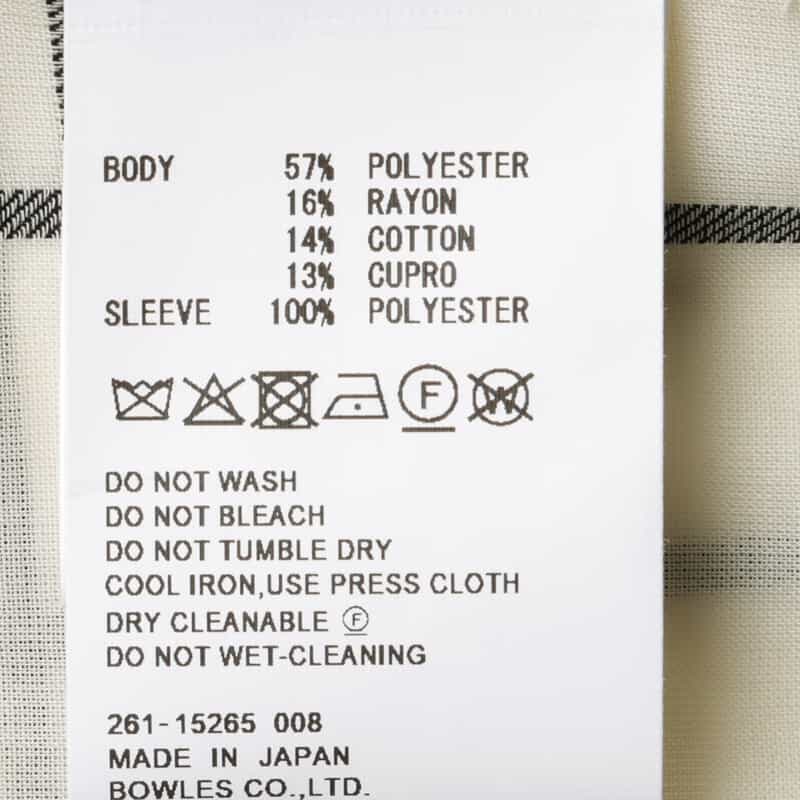 BODY 57% POLYESTER
16% RAYON
14% COTTON
13% CUPRO
SLEEVE 100% POLYESTER
F W
DO NOT WASH
DO NOT BLEACH
DO NOT TUMBLE DRY
COOL IRON,USE PRESS CLOTH
DRY CLEANABLE Ⓕ
DO NOT WET-CLEANING
261-15265 008
MADE IN JAPAN
BOWLES CO.,LTD.